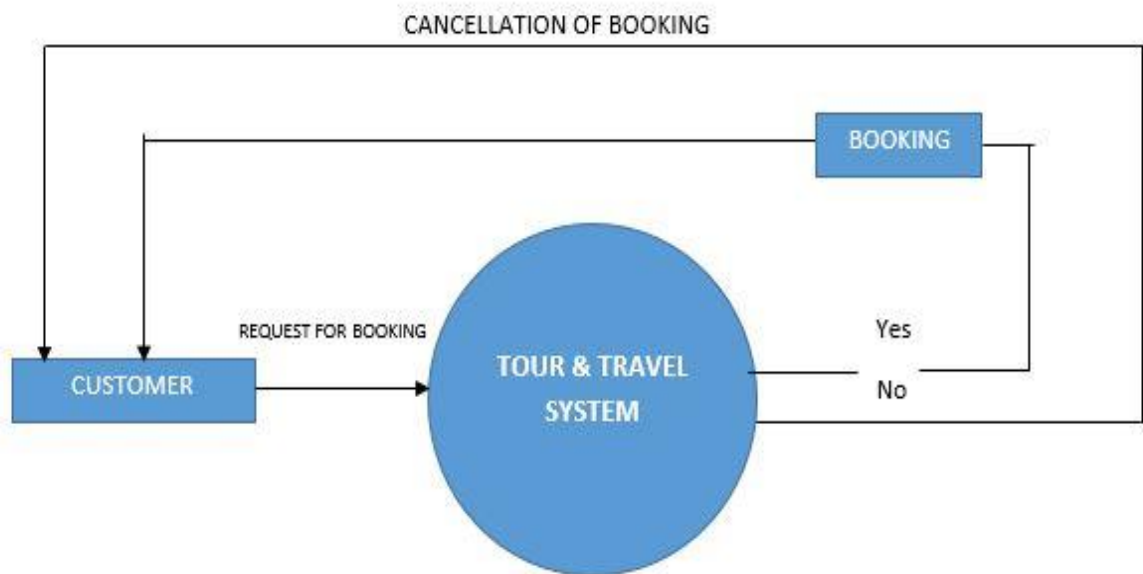 CANCELLATION OF BOOKING
BOOKING
REQUEST FOR BOOKING
Yes
TOUR & TRAVEL
SYSTEM
CUSTOMER
No